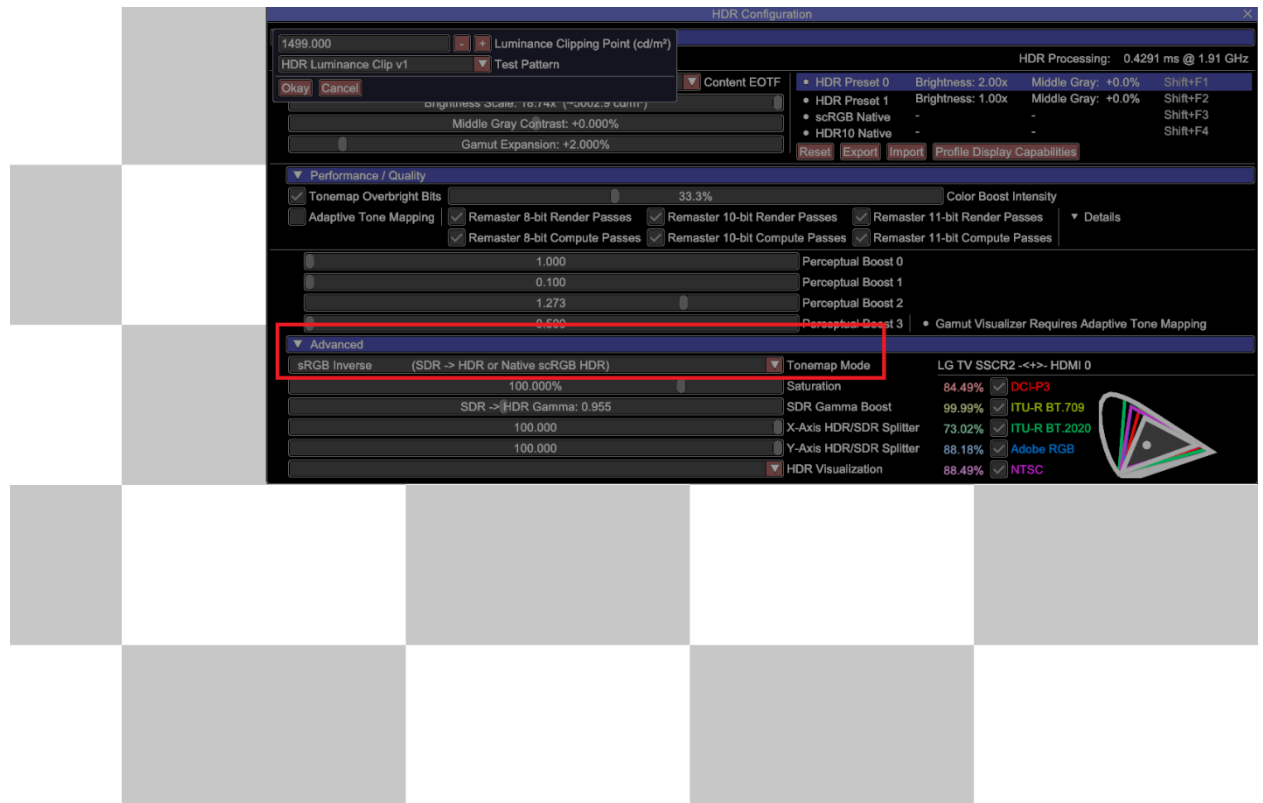 HDR Configuration X
1499.000 - + Luminance Clipping Point (cd/m²)
HDR Luminance Clip v1 Test Pattern
Okay Cancel
HDR Processing: 0.4291 ms @ 1.91 GHz
Content EOTF
Brightness Scale: 18.74x (~5002.9 cd/m²)
Middle Gray Contrast: +0.000%
Gamut Expansion: +2.000%
• HDR Preset 0 Brightness: 2.00x Middle Gray: +0.0% Shift+F1
• HDR Preset 1 Brightness: 1.00x Middle Gray: +0.0% Shift+F2
• scRGB Native - - Shift+F3
• HDR10 Native - - Shift+F4
Reset Export Import Profile Display Capabilities
Performance / Quality
Tonemap Overbright Bits 33.3% Color Boost Intensity
Adaptive Tone Mapping Remaster 8-bit Render Passes Remaster 10-bit Render Passes Remaster 11-bit Render Passes Details
Remaster 8-bit Compute Passes Remaster 10-bit Compute Passes Remaster 11-bit Compute Passes
1.000 Perceptual Boost 0
0.100 Perceptual Boost 1
1.273 Perceptual Boost 2
0.500 Perceptual Boost 3 • Gamut Visualizer Requires Adaptive Tone Mapping
Advanced
sRGB Inverse (SDR -> HDR or Native scRGB HDR) Tonemap Mode LG TV SSCR2 -<+>- HDMI 0
100.000% Saturation 84.49% DCI-P3
SDR -> HDR Gamma: 0.955 SDR Gamma Boost 99.99% ITU-R BT.709
100.000 X-Axis HDR/SDR Splitter 73.02% ITU-R BT.2020
100.000 Y-Axis HDR/SDR Splitter 88.18% Adobe RGB
HDR Visualization 88.49% NTSC